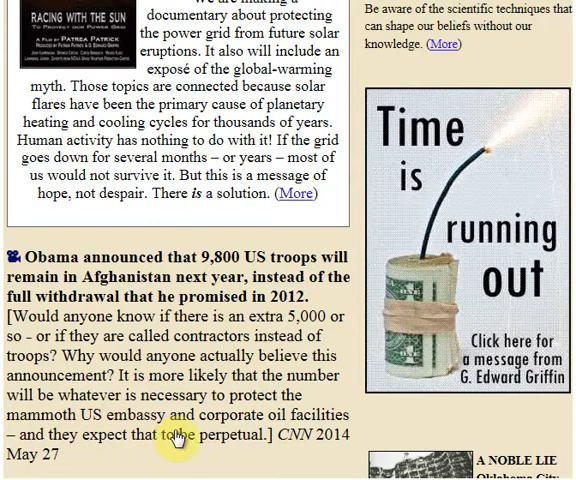 We are making a
RACING WITH THE SUN
TO PROTECT OUR POWER GRID
A FILM BY PATREA PATRICK
documentary about protecting
the power grid from future solar
eruptions. It also will include an
exposé of the global-warming
myth. Those topics are connected because solar
flares have been the primary cause of planetary
heating and cooling cycles for thousands of years.
Human activity has nothing to do with it! If the grid
goes down for several months – or years – most of
us would not survive it. But this is a message of
hope, not despair. There is a solution. (More)
Obama announced that 9,800 US troops will
remain in Afghanistan next year, instead of the
full withdrawal that he promised in 2012.
[Would anyone know if there is an extra 5,000 or
so - or if they are called contractors instead of
troops? Why would anyone actually believe this
announcement? It is more likely that the number
will be whatever is necessary to protect the
mammoth US embassy and corporate oil facilities
– and they expect that to be perpetual.] CNN 2014
May 27
Be aware of the scientific techniques that
can shape our beliefs without our
knowledge. (More)
Time
is
running
out
Click here for
a message from
G. Edward Griffin
A NOBLE LIE
Oklahoma City: